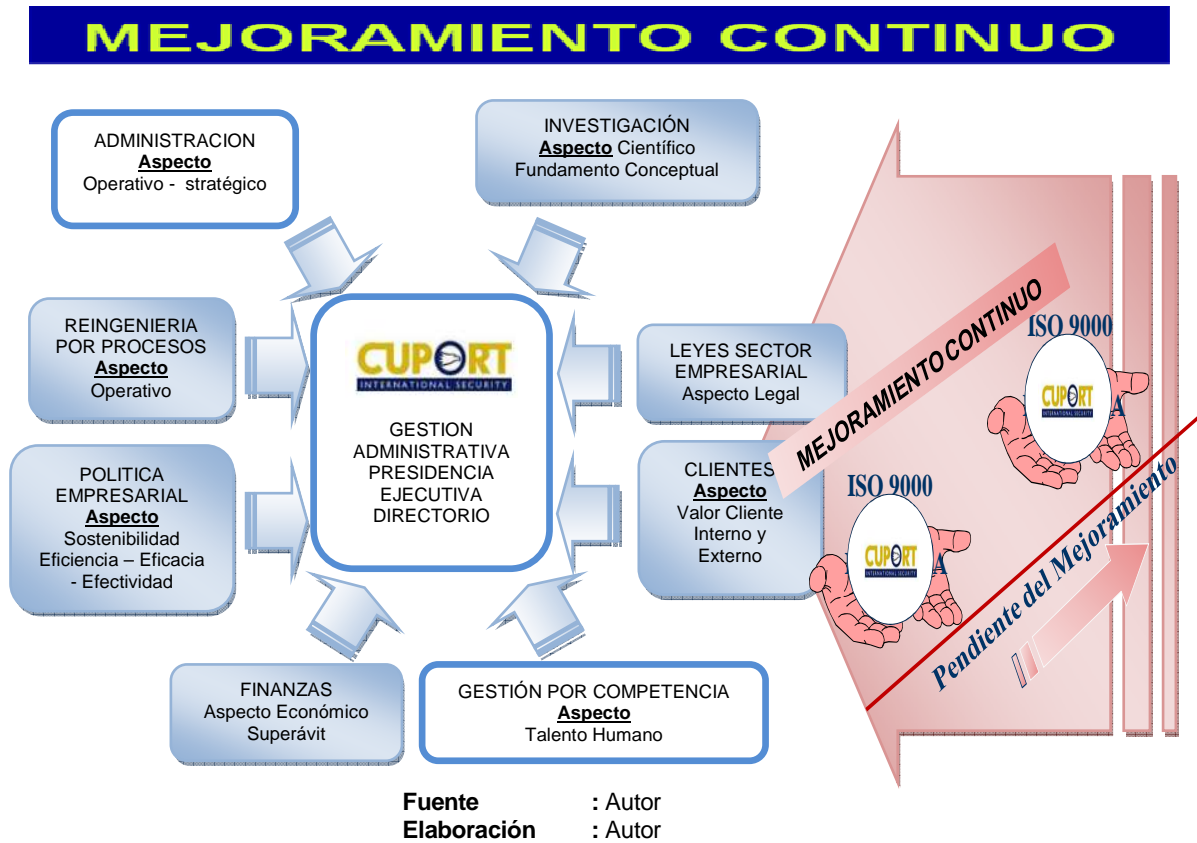 MEJORAMIENTO CONTINUO
ADMINISTRACION
Aspecto
Operativo - stratégico
INVESTIGACIÓN
Aspecto Científico
Fundamento Conceptual
REINGENIERIA
POR PROCESOS
Aspecto
Operativo
CUPORT
INTERNATIONAL SECURITY
GESTION
ADMINISTRATIVA
PRESIDENCIA
EJECUTIVA
DIRECTORIO
LEYES SECTOR
EMPRESARIAL
Aspecto Legal
POLITICA
EMPRESARIAL
Aspecto
Sostenibilidad
Eficiencia – Eficacia
- Efectividad
CLIENTES
Aspecto
Valor Cliente
Interno y
Externo
FINANZAS
Aspecto Económico
Superávit
GESTIÓN POR COMPETENCIA
Aspecto
Talento Humano
MEJORAMIENTO CONTINUO
ISO 9000
CUPORT
INTERNATIONAL SECURITY
A
ISO 9000
CUPORT
INTERNATIONAL SECURITY
A
Pendiente del Mejoramiento
Fuente : Autor
Elaboración : Autor